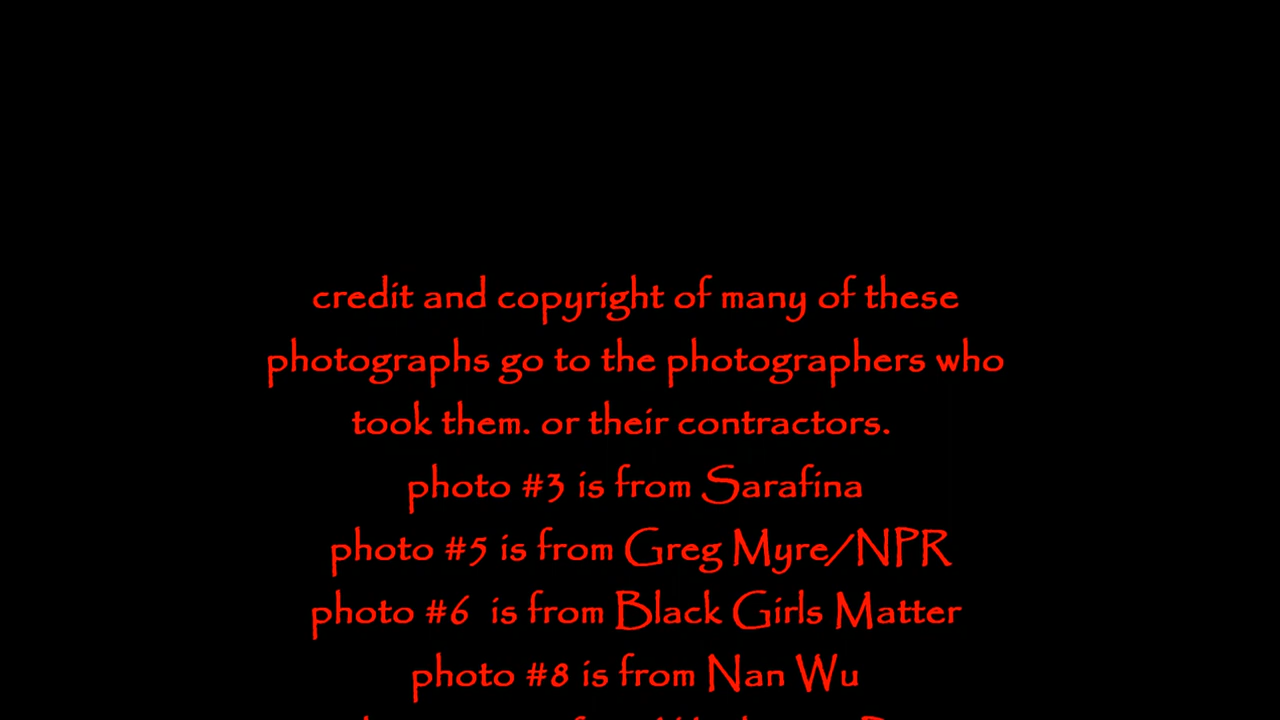 credit and copyright of many of these
photographs go to the photographers who
took them. or their contractors.
photo #3 is from Sarafina
photo #5 is from Greg Myre/NPR
photo #6 is from Black Girls Matter
photo #8 is from Nan Wu